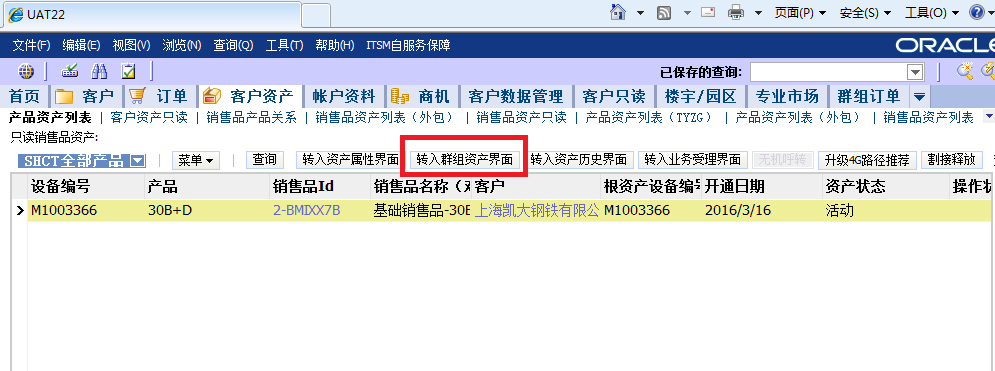 UAT22
页面(P) 安全(S) 工具(O)
文件(F) 编辑(E) 视图(V) 浏览(N) 查询(Q) 工具(T) 帮助(H) ITSM自服务保障 ORACLE
已保存的查询:
首页 客户 订单 客户资产 帐户资料 商机 客户数据管理 客户只读 楼宇/园区 专业市场 群组订单
产品资产列表 | 客户资产只读 | 销售品产品关系 | 销售品资产列表（外包） | 销售品资产只读 | 产品资产列表（TYZG） | 产品资产列表（外包） | 销售品资产列表
只读销售品资产:
SHCT全部产品 菜单 查询 转入资产属性界面 转入群组资产界面 转入资产历史界面 转入业务受理界面 无机呼转 升级4G路径推荐 割接释放
设备编号 产品 销售品Id 销售品名称（对 客户 根资产设备编号 开通日期 资产状态 操作状
M1003366 30B+D 2-BMIXX7B 基础销售品-30B 上海凯大钢铁有限公 M1003366 2016/3/16 活动